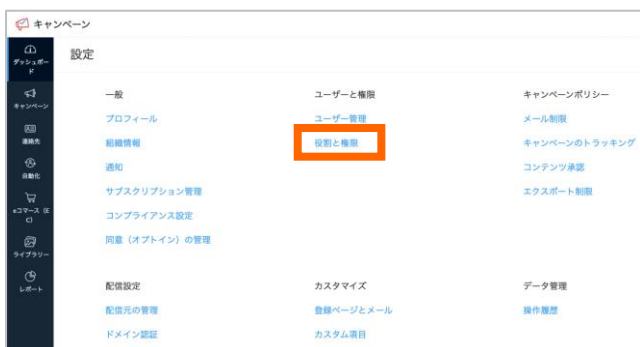 キャンペーン
ダッシュボー
ド
キャンペーン
連絡先
自動化
eコマース（E
C）
ライブラリー
レポート
設定
一般
プロフィール
組織情報
通知
サブスクリプション管理
コンプライアンス設定
同意（オプトイン）の管理
ユーザーと権限
ユーザー管理
役割と権限
キャンペーンポリシー
メール制限
キャンペーンのトラッキング
コンテンツ承認
エクスポート制限
配信設定
配信元の管理
ドメイン認証
カスタマイズ
登録ページとメール
カスタム項目
データ管理
操作履歴